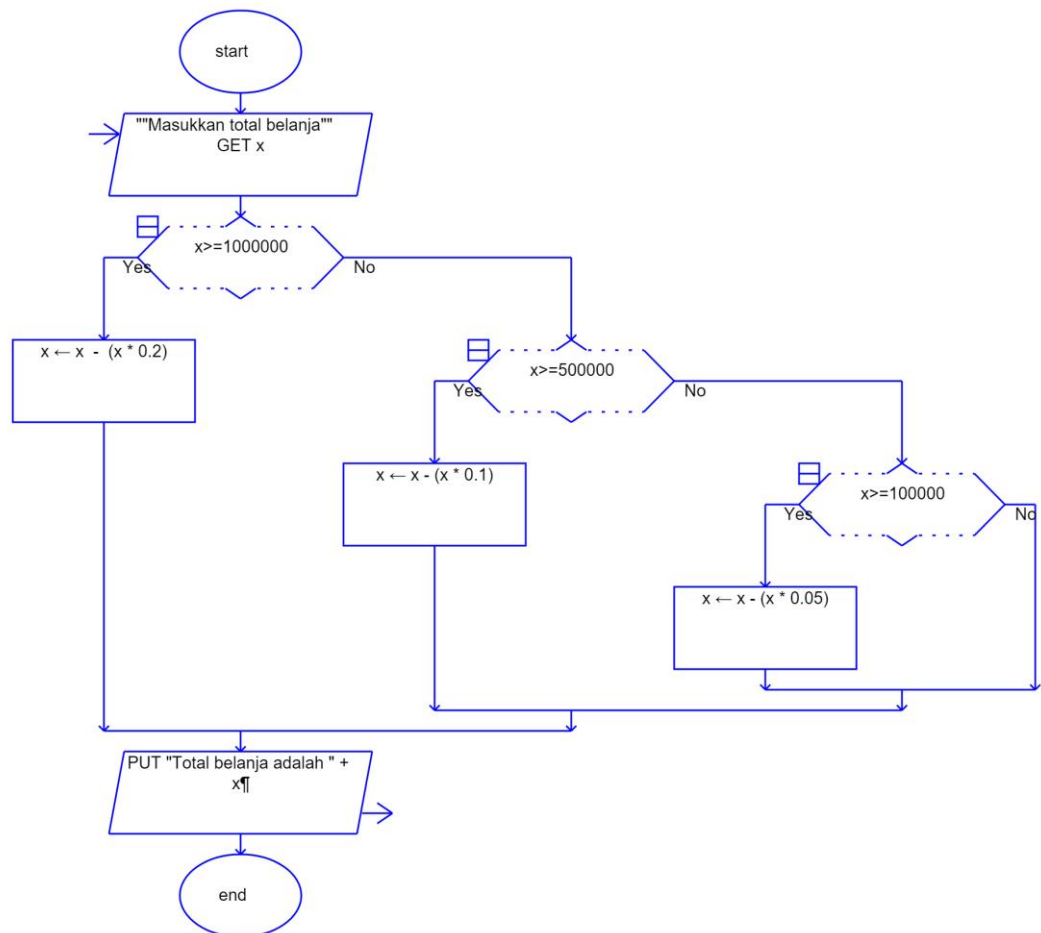 start
""Masukkan total belanja""
GET x
x>=1000000
Yes
No
x ← x - (x * 0.2)
x>=500000
Yes
No
x ← x - (x * 0.1)
x>=100000
Yes
No
x ← x - (x * 0.05)
PUT "Total belanja adalah " +
x¶
end